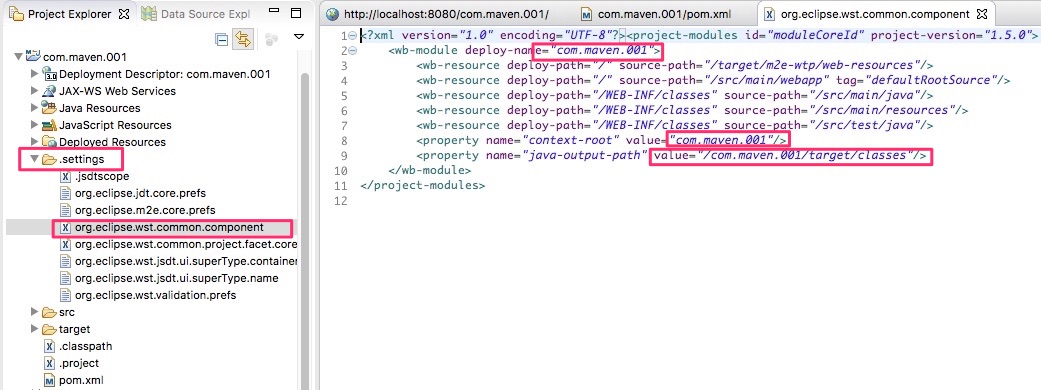 Project Explorer
Data Source Expl
com.maven.001
Deployment Descriptor: com.maven.001
3.0
JAX-WS Web Services
Java Resources
JavaScript Resources
Deployed Resources
.settings
.jsdtscope
org.eclipse.jdt.core.prefs
org.eclipse.m2e.core.prefs
org.eclipse.wst.common.component
org.eclipse.wst.common.project.facet.core
org.eclipse.wst.jsdt.ui.superType.container
org.eclipse.wst.jsdt.ui.superType.name
org.eclipse.wst.validation.prefs
src
target
.classpath
.project
pom.xml
http://localhost:8080/com.maven.001/
com.maven.001/pom.xml
org.eclipse.wst.common.component
1 <?xml version="1.0" encoding="UTF-8"?><project-modules id="moduleCoreId" project-version="1.5.0">
2 <wb-module deploy-name="com.maven.001">
3 <wb-resource deploy-path="/" source-path="/target/m2e-wtp/web-resources"/>
4 <wb-resource deploy-path="/" source-path="/src/main/webapp" tag="defaultRootSource"/>
5 <wb-resource deploy-path="/WEB-INF/classes" source-path="/src/main/java"/>
6 <wb-resource deploy-path="/WEB-INF/classes" source-path="/src/main/resources"/>
7 <wb-resource deploy-path="/WEB-INF/classes" source-path="/src/test/java"/>
8 <property name="context-root" value="com.maven.001"/>
9 <property name="java-output-path" value="/com.maven.001/target/classes"/>
10 </wb-module>
11 </project-modules>
12